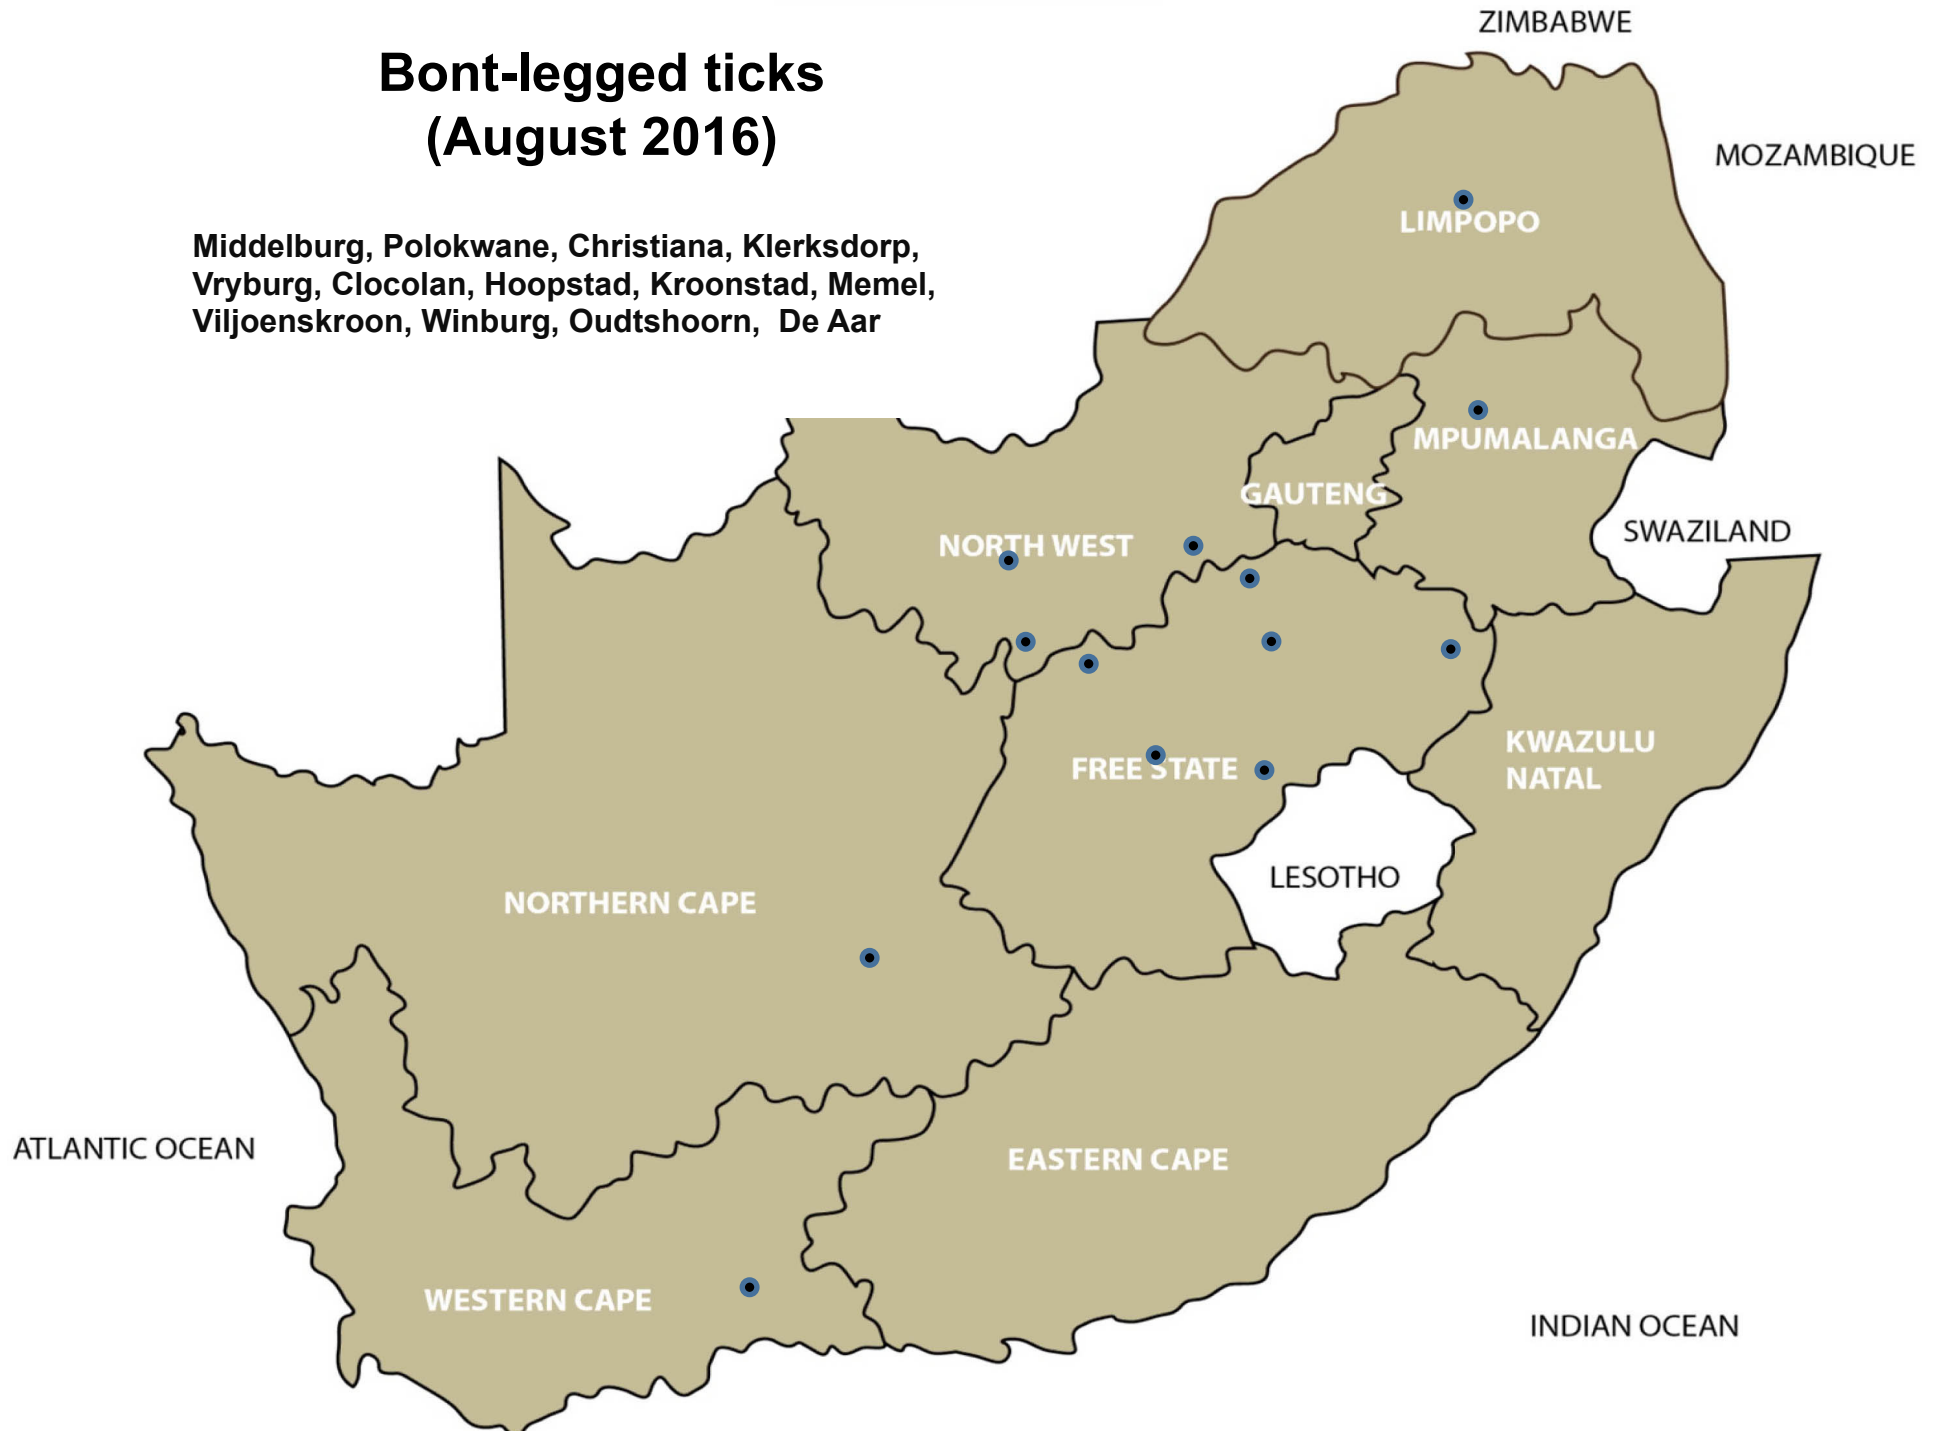 Bont-legged ticks
(August 2016)
Middelburg, Polokwane, Christiana, Klerksdorp,
Vryburg, Clocolan, Hoopstad, Kroonstad, Memel,
Viljoenskroon, Winburg, Oudtshoorn, De Aar
ZIMBABWE
MOZAMBIQUE
LIMPOPO
MPUMALANGA
GAUTENG
SWAZILAND
NORTH WEST
KWAZULU
NATAL
FREE STATE
LESOTHO
NORTHERN CAPE
ATLANTIC OCEAN
EASTERN CAPE
WESTERN CAPE
INDIAN OCEAN